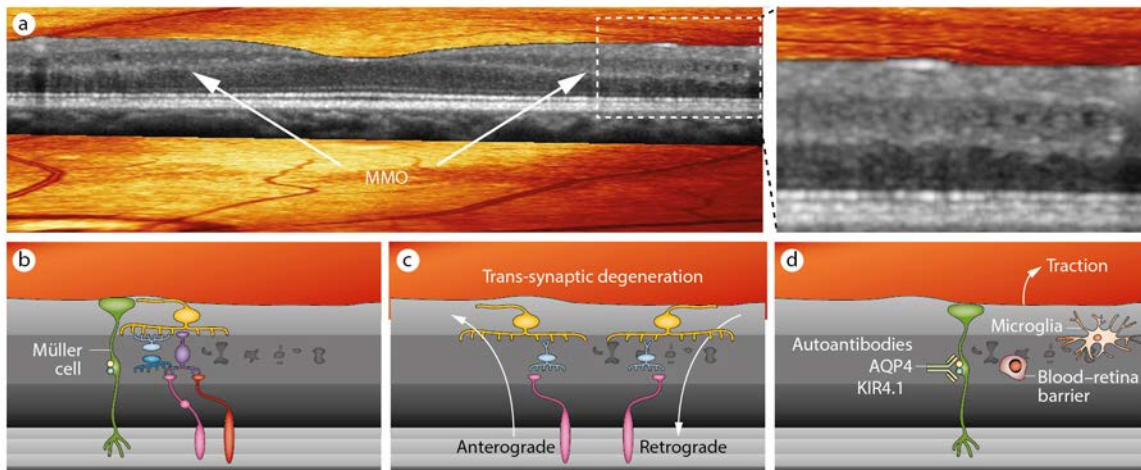 a
MMO
b
Müller
cell
c
Trans-synaptic degeneration
Anterograde
Retrograde
d
Traction
Microglia
Autoantibodies
AQP4
KIR4.1
Blood–retina
barrier